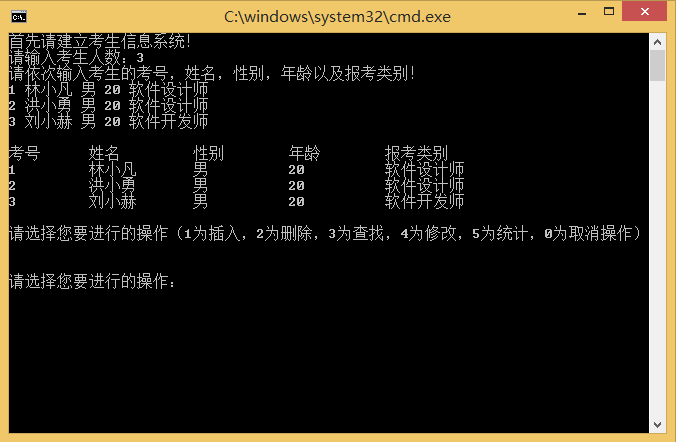 C:\windows\system32\cmd.exe
首先请建立考生信息系统!
请输入考生人数：3
请依次输入考生的考号，姓名，性别，年龄以及报考类别!
1 林小凡 男 20 软件设计师
2 洪小勇 男 20 软件设计师
3 刘小赫 男 20 软件开发师
考号 姓名 性别 年龄 报考类别
1 林小凡 男 20 软件设计师
2 洪小勇 男 20 软件设计师
3 刘小赫 男 20 软件开发师
请选择您要进行的操作（1为插入，2为删除，3为查找，4为修改，5为统计，0为取消操作）
请选择您要进行的操作：